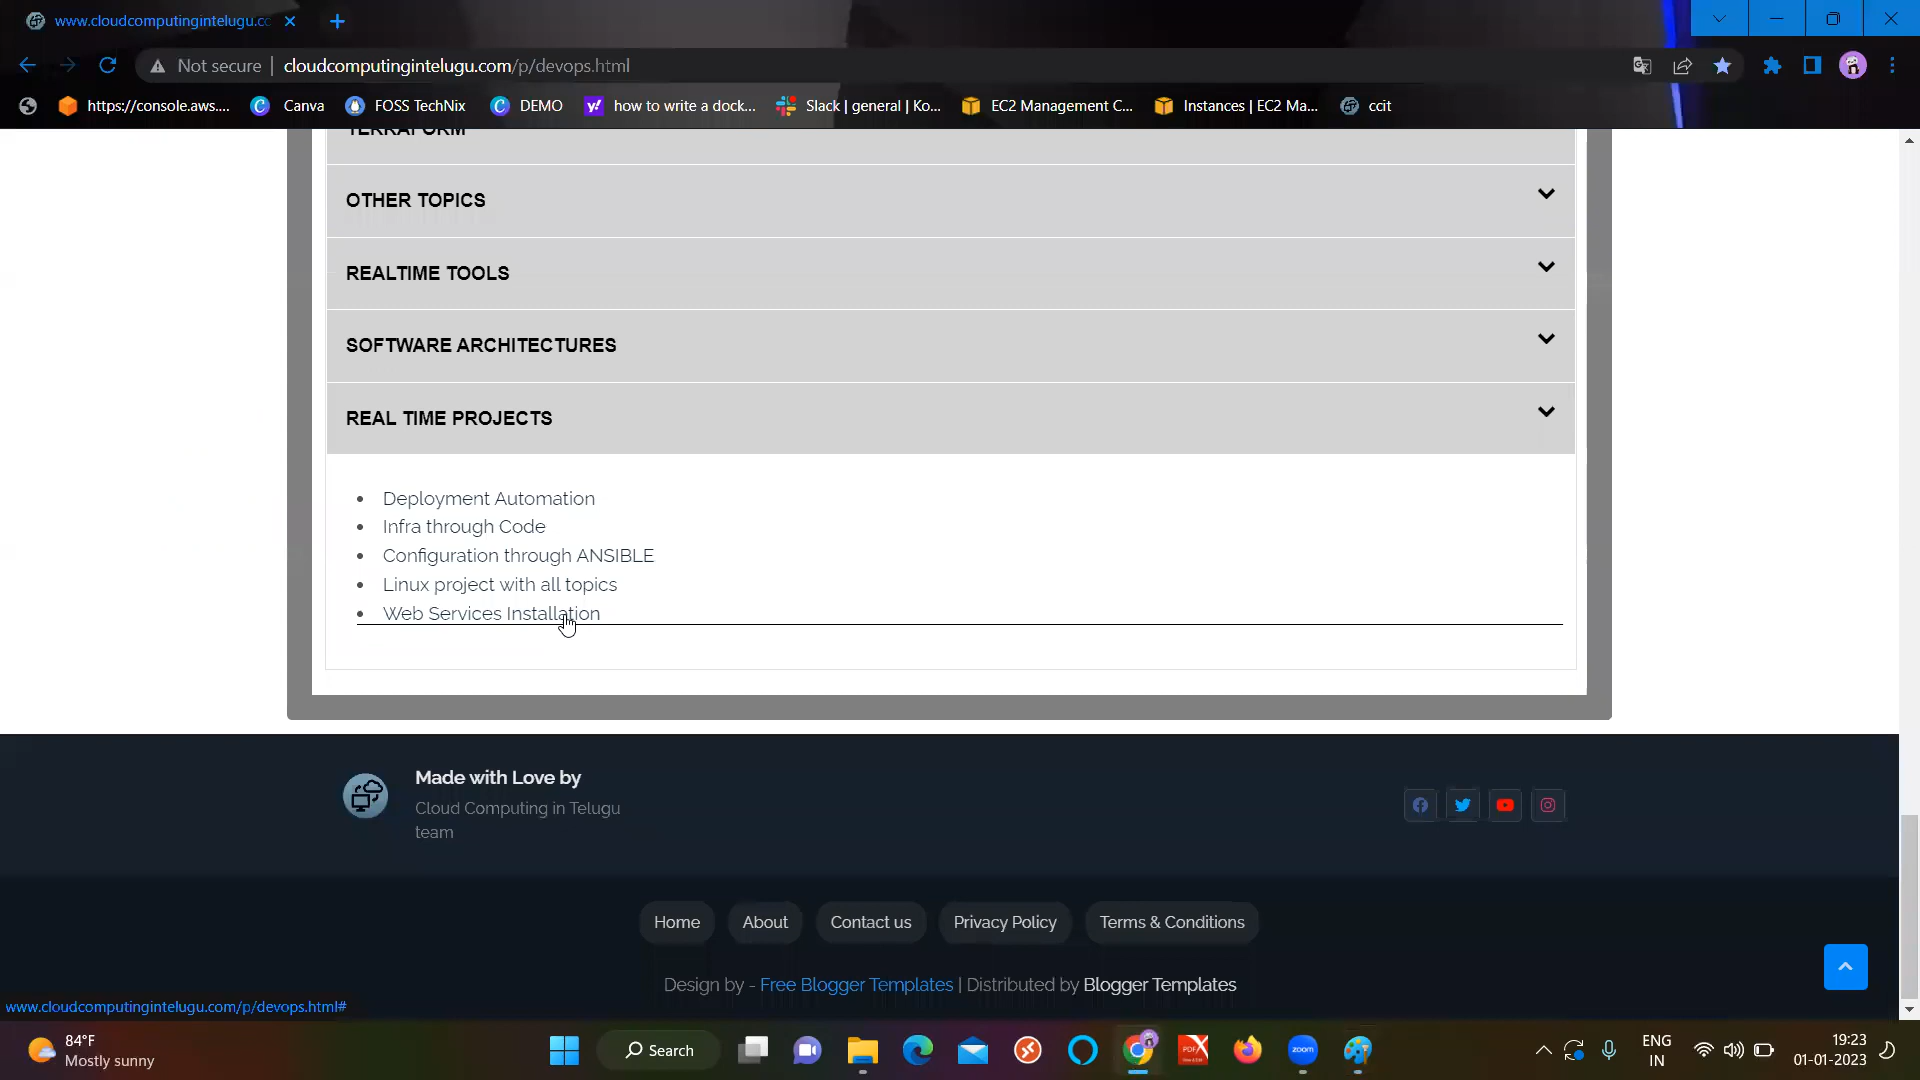 www.cloudcomputingintelugu.cc
Not secure
cloudcomputingintelugu.com/p/devops.html
https://console.aws....
Canva
FOSS TechNix
DEMO
how to write a dock...
Slack | general | Ko...
EC2 Management C...
Instances | EC2 Ma...
ccit
TERRAFORM
OTHER TOPICS
REALTIME TOOLS
SOFTWARE ARCHITECTURES
REAL TIME PROJECTS
Deployment Automation
Infra through Code
Configuration through ANSIBLE
Linux project with all topics
Web Services Installation
Made with Love by
Cloud Computing in Telugu
team
Home
About
Contact us
Privacy Policy
Terms & Conditions
Design by - Free Blogger Templates | Distributed by Blogger Templates
www.cloudcomputingintelugu.com/p/devops.html#
84°F
Mostly sunny
Search
PDF
zoom
ENG
IN
19:23
01-01-2023